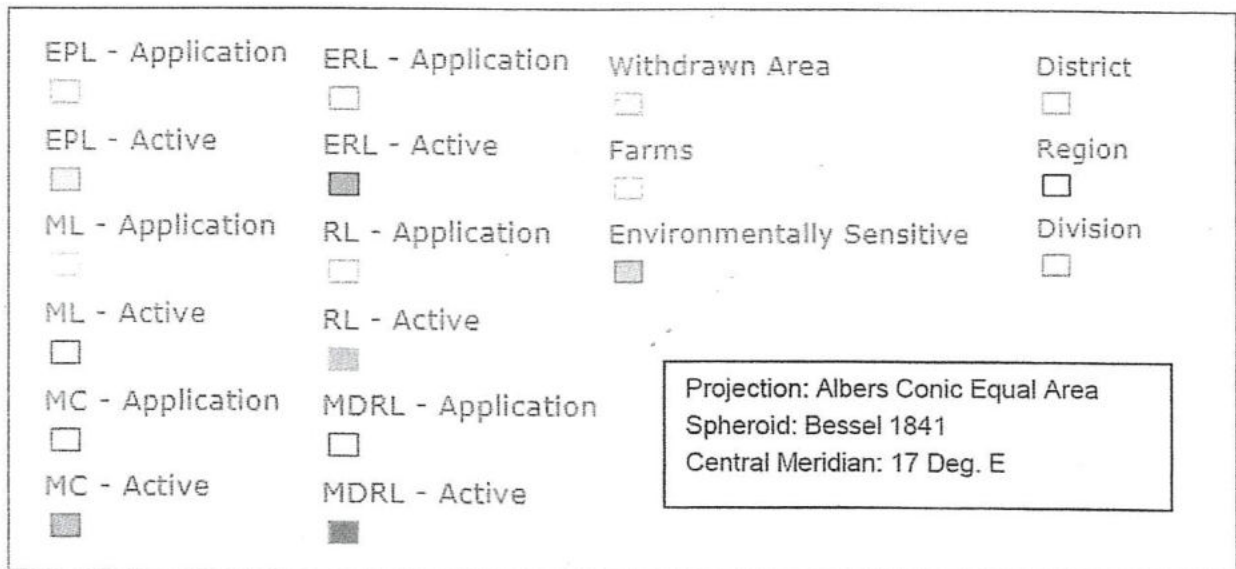 EPL - Application
EPL - Active
ML - Application
ML - Active
MC - Application
MC - Active
ERL - Application
ERL - Active
RL - Application
RL - Active
MDRL - Application
MDRL - Active
Withdrawn Area
Farms
Environmentally Sensitive
District
Region
Division
Projection: Albers Conic Equal Area
Spheroid: Bessel 1841
Central Meridian: 17 Deg. E